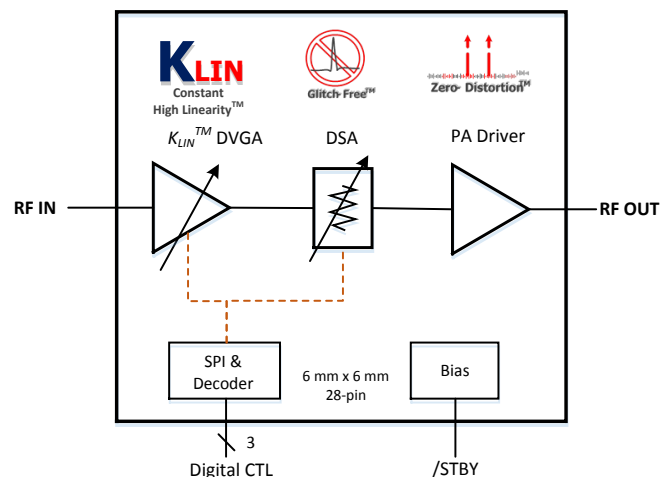 KLIN
Constant
High Linearity™
Glitch-Free™
Zero- Distortion™
KLIN™ DVGA
DSA
PA Driver
RF IN
RF OUT
SPI &
Decoder
6 mm x 6 mm
28-pin
Bias
3
Digital CTL
/STBY